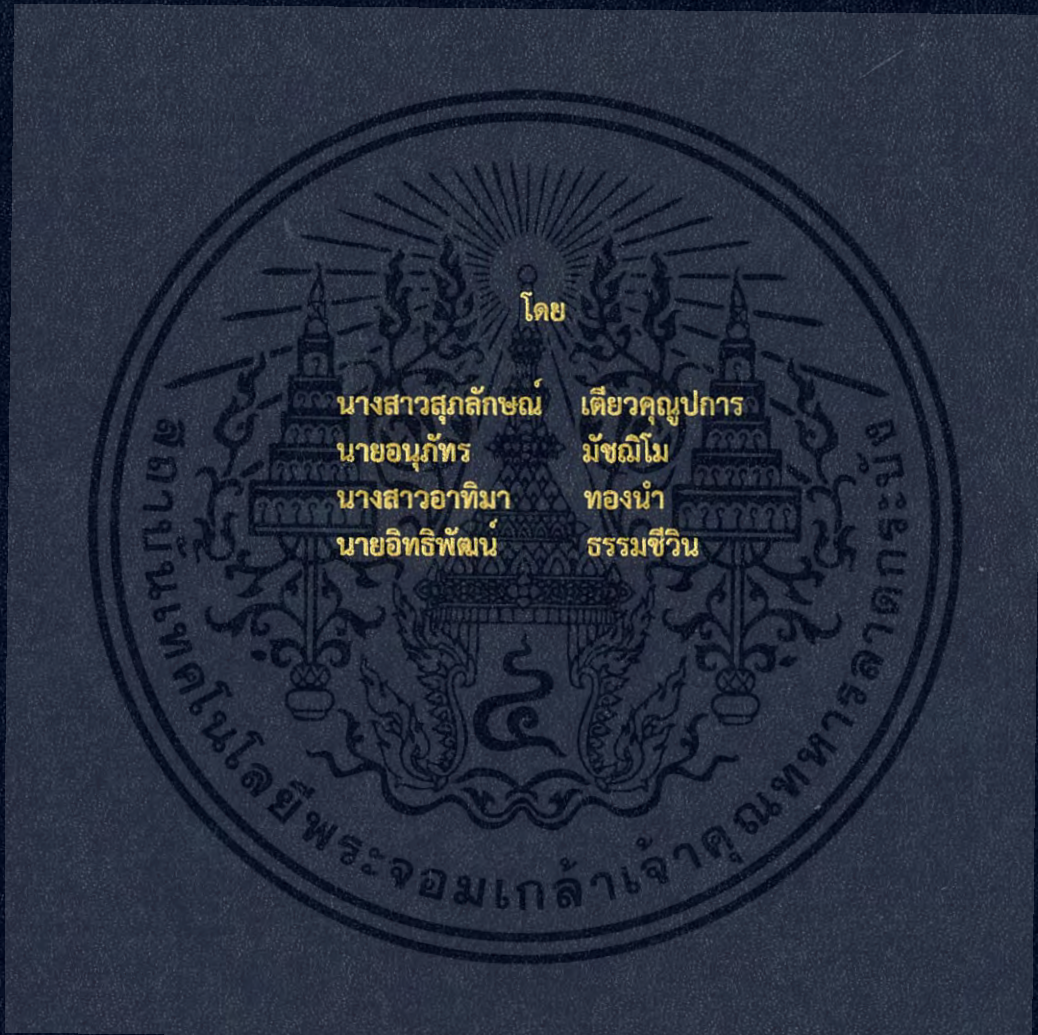 โดย
นางสาวสุภลักษณ์ เตียวคุณูปการ
นายอนุภัทร มัชฌิโม
นางสาวอาทิมา ทองนำ
นายอิทธิพัฒน์ ธรรมชีวิน
๔
สถาบันเทคโนโลยีพระจอมเกล้าเจ้าคุณทหารลาดกระบัง